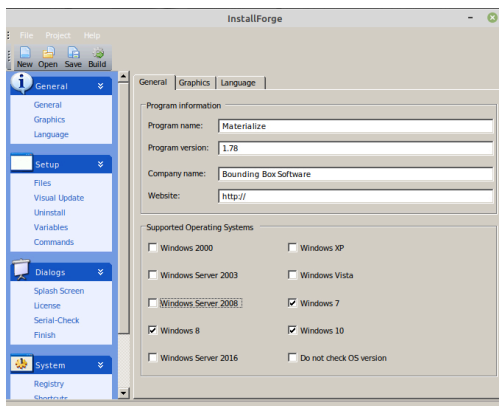 InstallForge
File Project Help
New Open Save Build
General
General
Graphics
Language
Setup
Files
Visual Update
Uninstall
Variables
Commands
Dialogs
Splash Screen
License
Serial-Check
Finish
System
Registry
Shortcuts
General Graphics Language
Program information
Program name: Materialize
Program version: 1.78
Company name: Bounding Box Software
Website: http://
Supported Operating Systems
Windows 2000 Windows XP
Windows Server 2003 Windows Vista
Windows Server 2008 Windows 7
Windows 8 Windows 10
Windows Server 2016 Do not check OS version